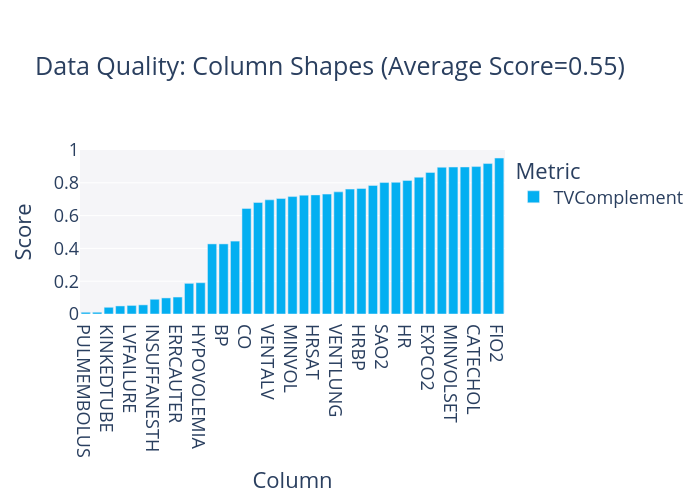 Data Quality: Column Shapes (Average Score=0.55)
1
0.8
0.6
0.4
0.2
0
Score
Metric
TVComplement
PULMEMBOLUS
KINKEDTUBE
LVFAILURE
INSUFFANESTH
ERRCAUTER
HYPOVOLEMIA
BP
CO
VENTALV
MINVOL
HRSAT
VENTLUNG
HRBP
SAO2
HR
EXPCO2
MINVOLSET
CATECHOL
FIO2
Column